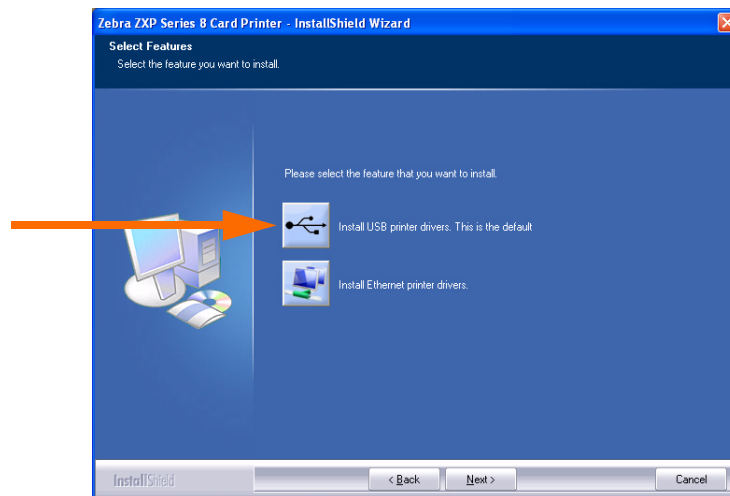 Zebra ZXP Series 8 Card Printer - InstallShield Wizard
Select Features
Select the feature you want to install.
Please select the feature that you want to install.
Install USB printer drivers. This is the default
Install Ethernet printer drivers.
InstallShield
< Back
Next >
Cancel